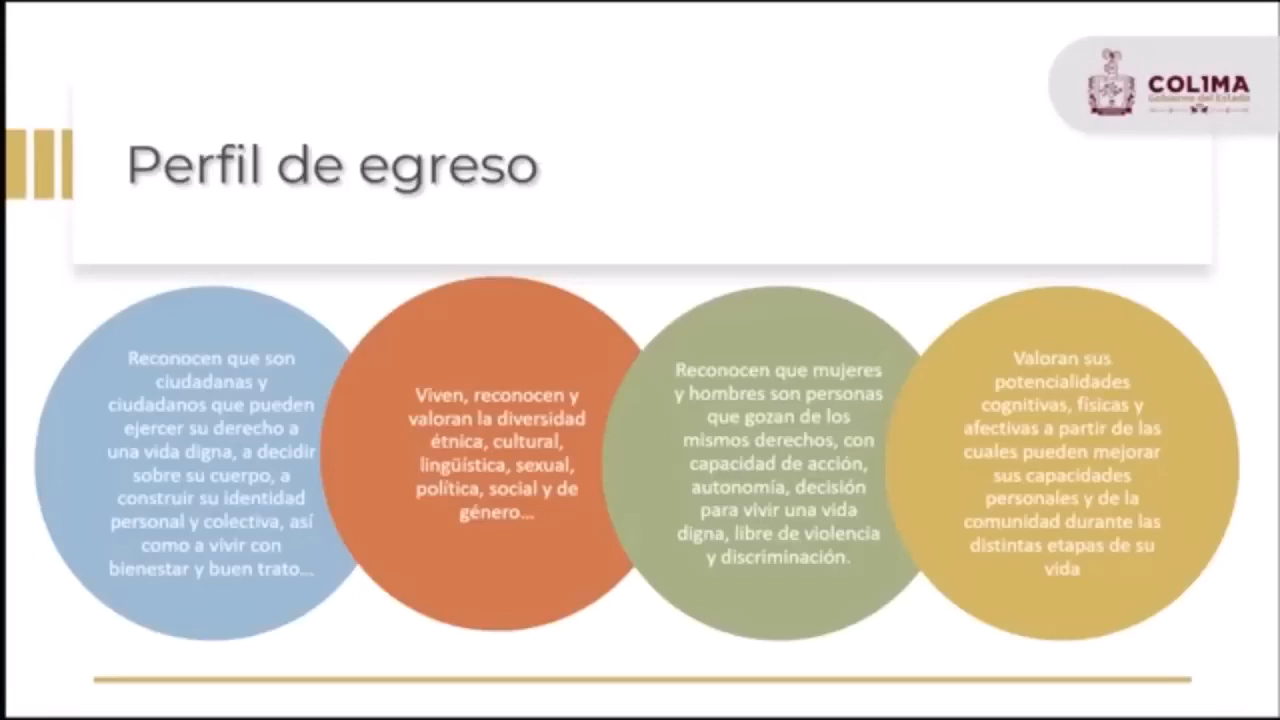 COL1MA
Gobierno del Estado
Perfil de egreso
Reconocen que son
ciudadanas y
ciudadanos que pueden
ejercer su derecho a
una vida digna, a decidir
sobre su cuerpo, a
construir su identidad
personal y colectiva, así
como a vivir con
bienestar y buen trato...
Viven, reconocen y
valoran la diversidad
étnica, cultural,
lingüística, sexual,
política, social y de
género...
Reconocen que mujeres
y hombres son personas
que gozan de los
mismos derechos, con
capacidad de acción,
autonomía, decisión
para vivir una vida
digna, libre de violencia
y discriminación.
Valoran sus
potencialidades
cognitivas, físicas y
afectivas a partir de las
cuales pueden mejorar
sus capacidades
personales y de la
comunidad durante las
distintas etapas de su
vida